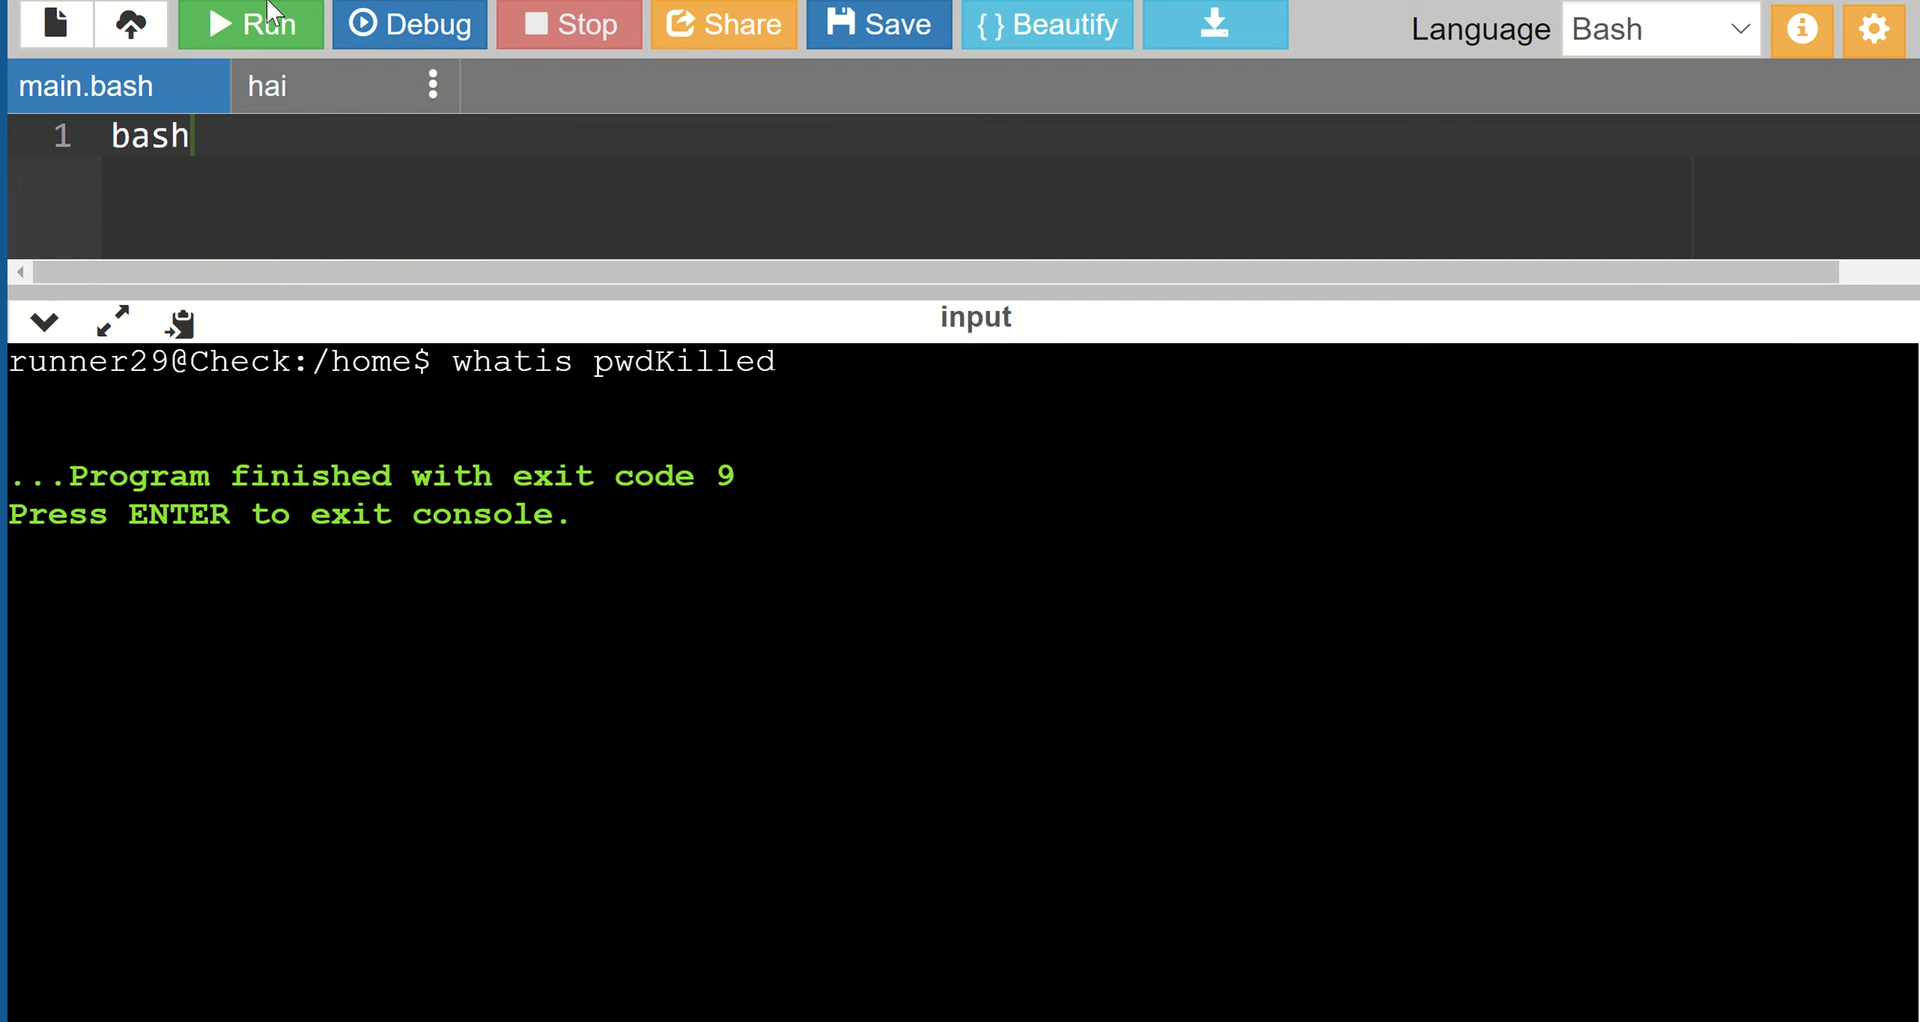 Run Debug Stop Share Save { } Beautify Language Bash
main.bash hai
1 bash
input
runner29@Check:/home$ whatis pwdKilled
...Program finished with exit code 9
Press ENTER to exit console.